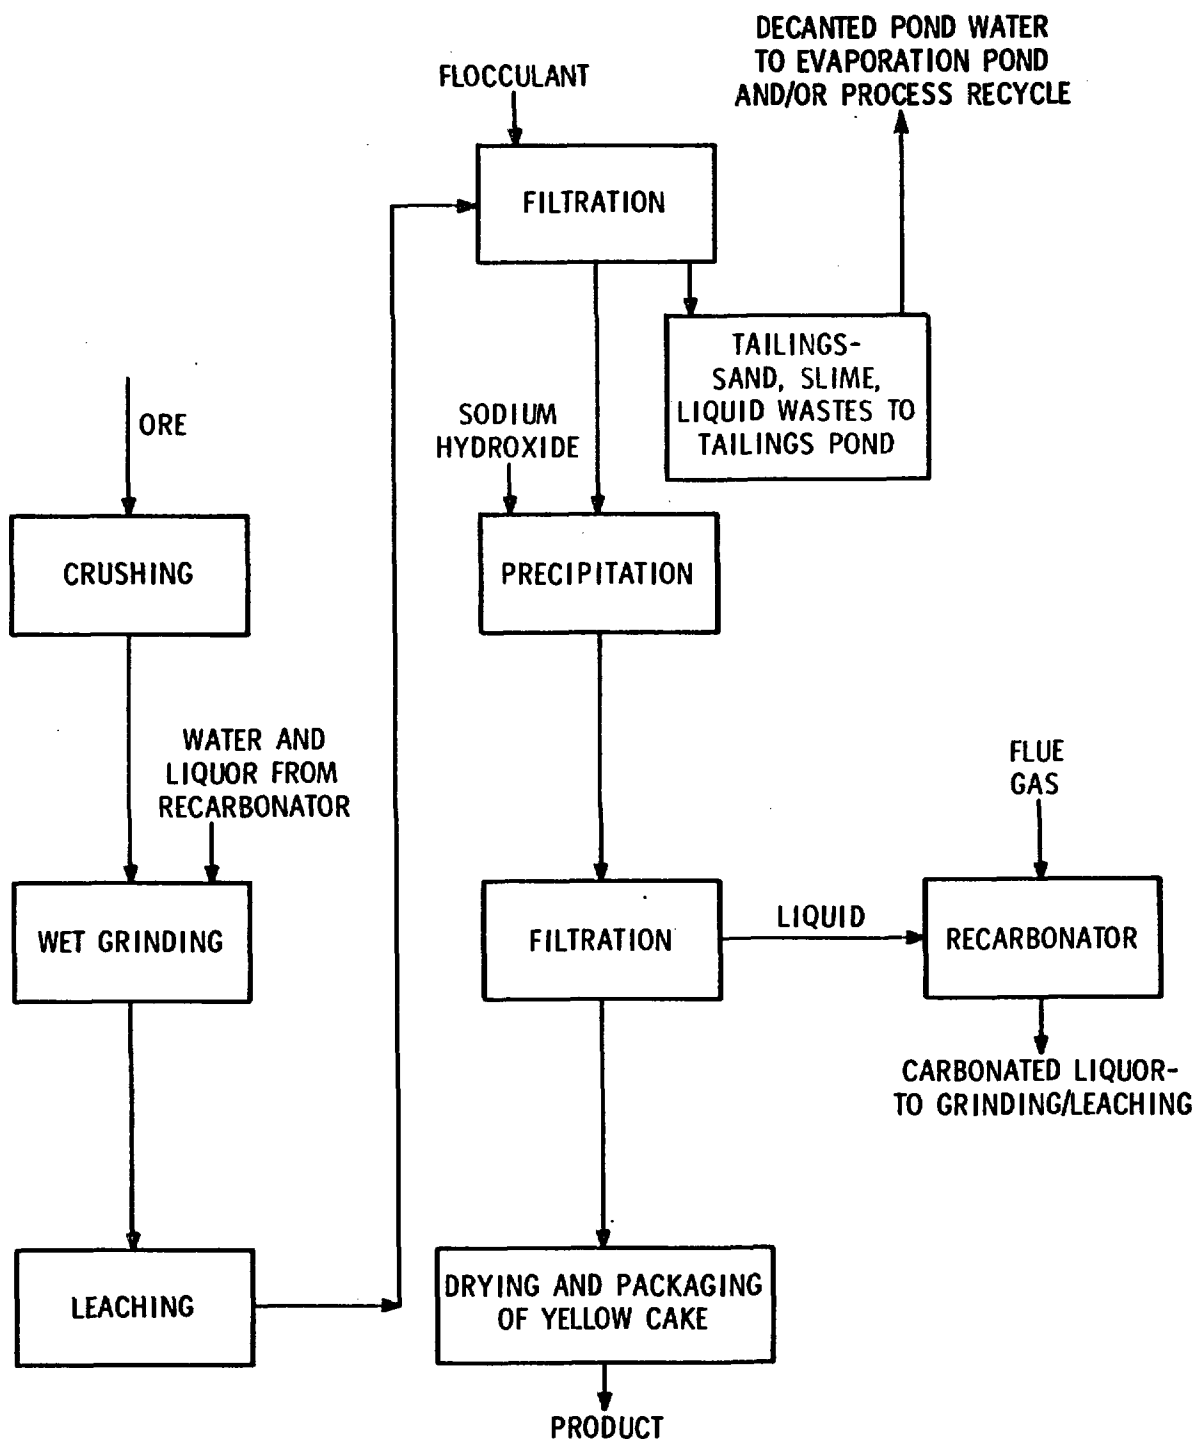 DECANTED POND WATER
TO EVAPORATION POND
AND/OR PROCESS RECYCLE
FLOCCULANT
FILTRATION
TAILINGS-
SAND, SLIME,
LIQUID WASTES TO
TAILINGS POND
ORE
SODIUM
HYDROXIDE
CRUSHING
PRECIPITATION
WATER AND
LIQUOR FROM
RECARBONATOR
FLUE
GAS
WET GRINDING
FILTRATION
LIQUID
RECARBONATOR
CARBONATED LIQUOR-
TO GRINDING/LEACHING
LEACHING
DRYING AND PACKAGING
OF YELLOW CAKE
PRODUCT